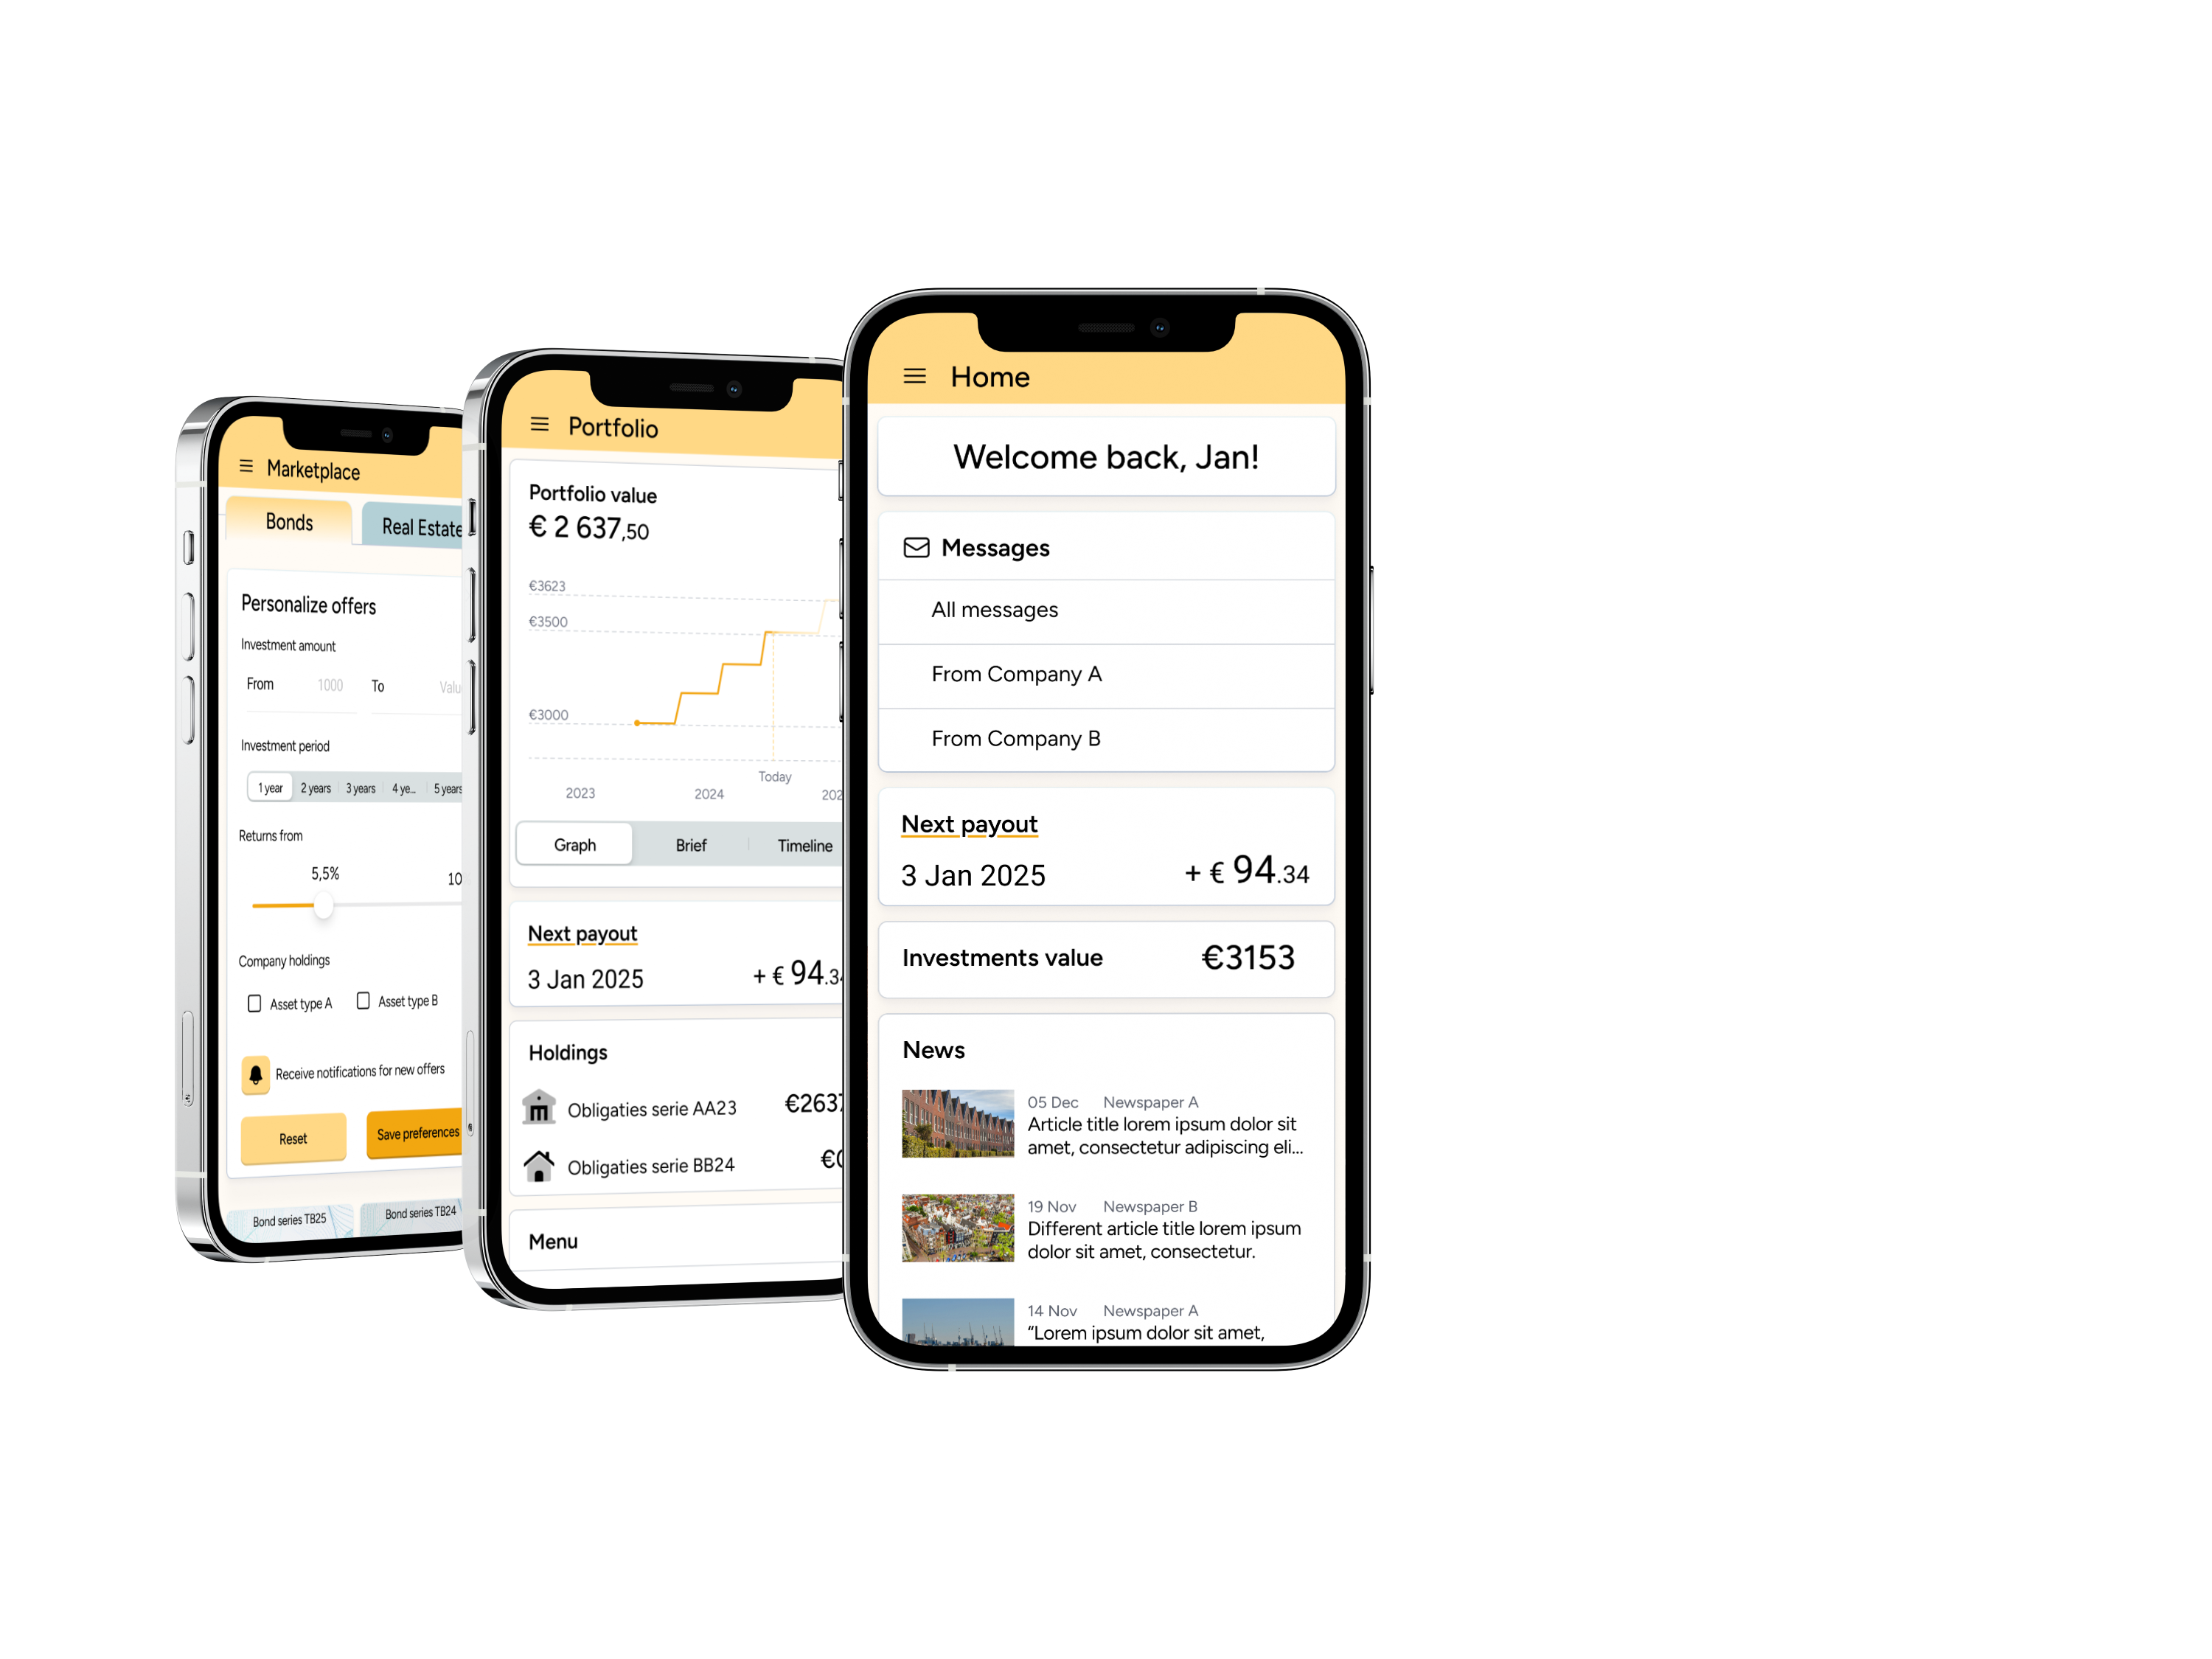 Marketplace
Bonds
Real Estate
Personalize offers
Investment amount
From 1000 To
Investment period
1 year 2 years 3 years 4 ye... 5 years
Returns from
5,5% 10
Company holdings
Asset type A Asset type B
Receive notifications for new offers
Reset
Save preferences
Bond series TB25
Bond series TB24
Portfolio
Portfolio value
€ 2 637,50
€3623
€3500
€3000
Today
2023 2024
Graph Brief Timeline
Next payout
3 Jan 2025 + € 94.34
Holdings
Obligaties serie AA23 €2637
Obligaties serie BB24
Menu
Home
Welcome back, Jan!
Messages
All messages
From Company A
From Company B
Next payout
3 Jan 2025 + € 94.34
Investments value €3153
News
05 Dec Newspaper A
Article title lorem ipsum dolor sit
amet, consectetur adipiscing eli...
19 Nov Newspaper B
Different article title lorem ipsum
dolor sit amet, consectetur.
14 Nov Newspaper A
“Lorem ipsum dolor sit amet,